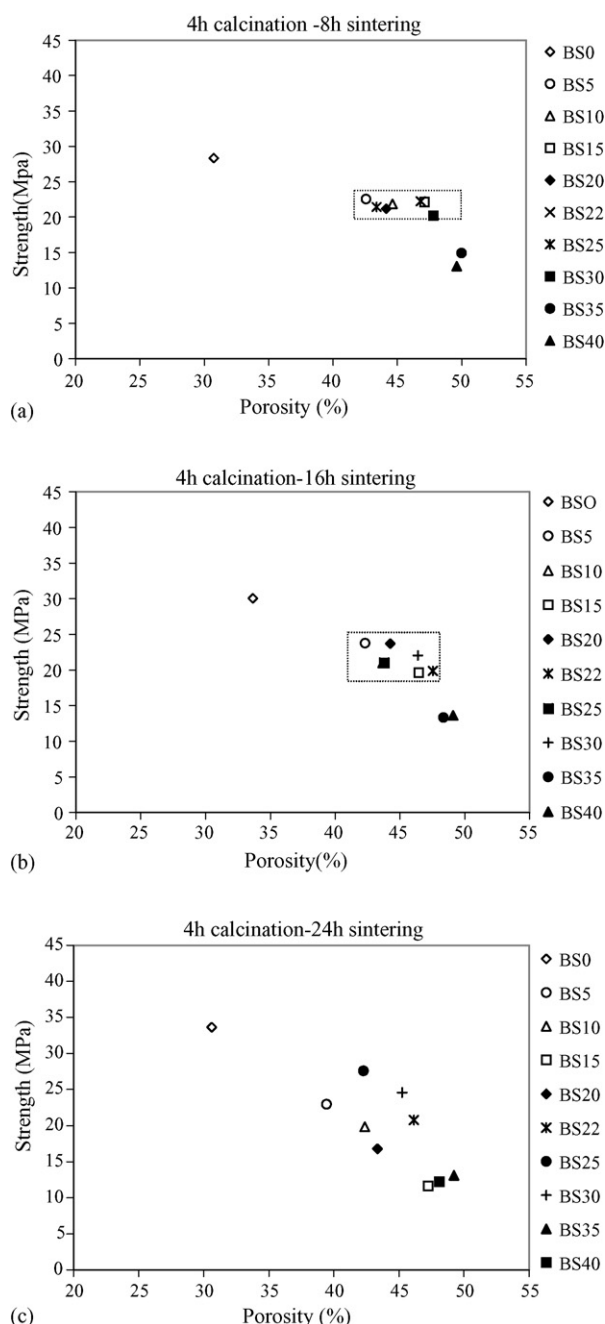 4h calcination -8h sintering
Strength(Mpa)
45
40
35
30
25
20
15
10
5
0
20 25 30 35 40 45 50 55
Porosity (%)
(a)
BS0
BS5
BS10
BS15
BS20
BS22
BS25
BS30
BS35
BS40
4h calcination-16h sintering
Strength (MPa)
45
40
35
30
25
20
15
10
5
0
20 25 30 35 40 45 50 55
Porosity(%)
(b)
BSO
BS5
BS10
BS15
BS20
BS22
BS25
BS30
BS35
BS40
4h calcination-24h sintering
Strength (MPa)
45
40
35
30
25
20
15
10
5
0
20 25 30 35 40 45 50 55
Porosity (%)
(c)
BS0
BS5
BS10
BS15
BS20
BS22
BS25
BS30
BS35
BS40